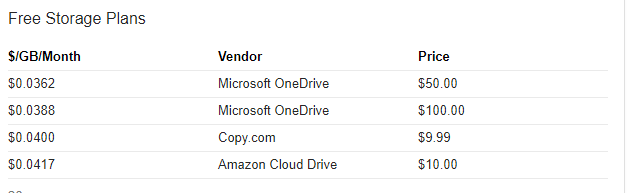 Free Storage Plans
$/GB/Month Vendor Price
$0.0362 Microsoft OneDrive $50.00
$0.0388 Microsoft OneDrive $100.00
$0.0400 Copy.com $9.99
$0.0417 Amazon Cloud Drive $10.00